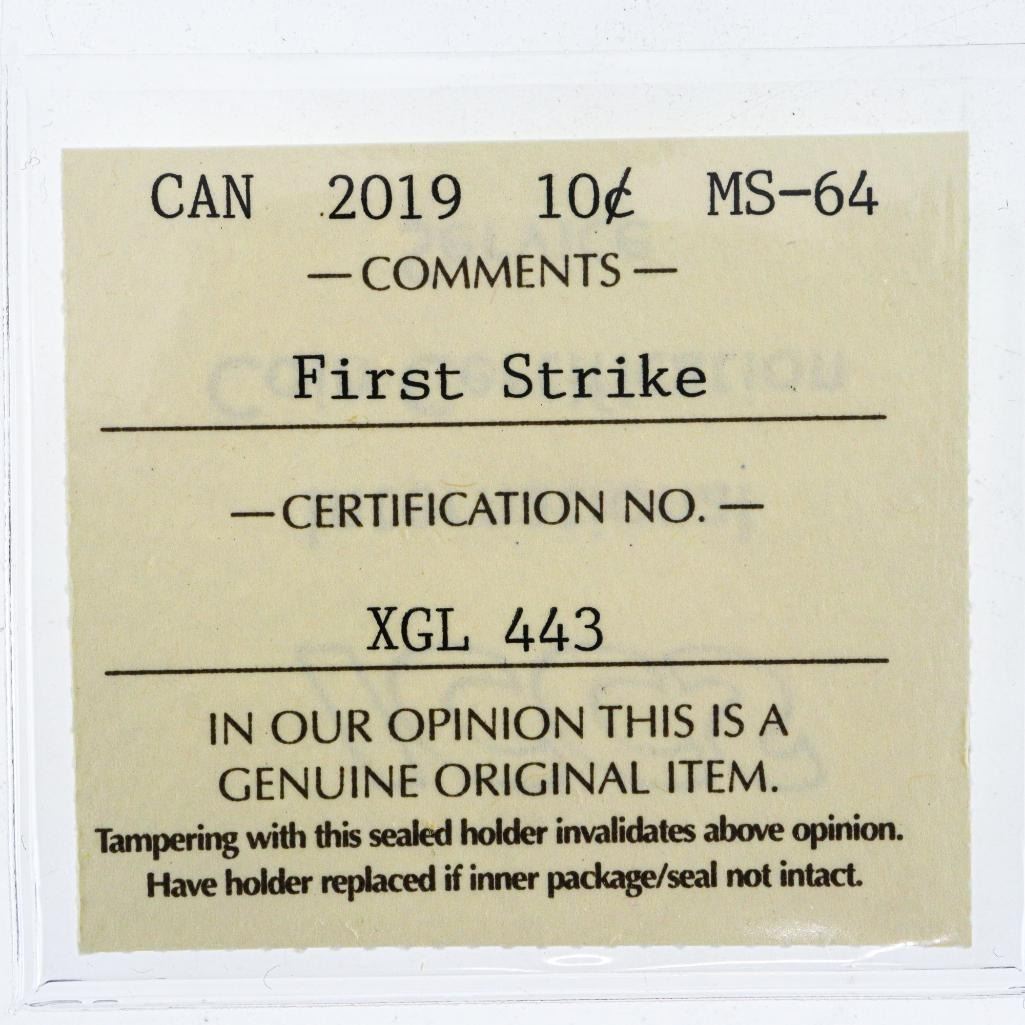 CAN 2019 10¢ MS-64
— COMMENTS —
First Strike
— CERTIFICATION NO. —
XGL 443
IN OUR OPINION THIS IS A
GENUINE ORIGINAL ITEM.
Tampering with this sealed holder invalidates above opinion.
Have holder replaced if inner package/seal not intact.